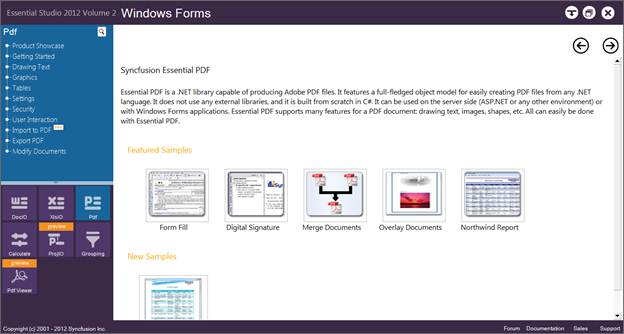 Essential Studio 2012 Volume 2 Windows Forms
Pdf
Product Showcase
Getting Started
Drawing Text
Graphics
Tables
Settings
Security
User Interaction
Import to PDF
Export PDF
Modify Documents
DocIO
XlsIO
Pdf
preview
Calculate
ProjIO
Grouping
preview
Pdf Viewer
Syncfusion Essential PDF
Essential PDF is a .NET library capable of producing Adobe PDF files. It features a full-fledged object model for easily creating PDF files from any .NET
language. It does not use any external libraries, and it is built from scratch in C#. It can be used on the server side (ASP.NET or any other environment) or
with Windows Forms applications. Essential PDF supports many features for a PDF document: drawing text, images, shapes, etc. All can easily be done
with Essential PDF.
Featured Samples
Form Fill
Digital Signature
Merge Documents
Overlay Documents
Northwind Report
New Samples
Copyright (c) 2001 - 2012 Syncfusion Inc.
Forum Documentation Sales Support